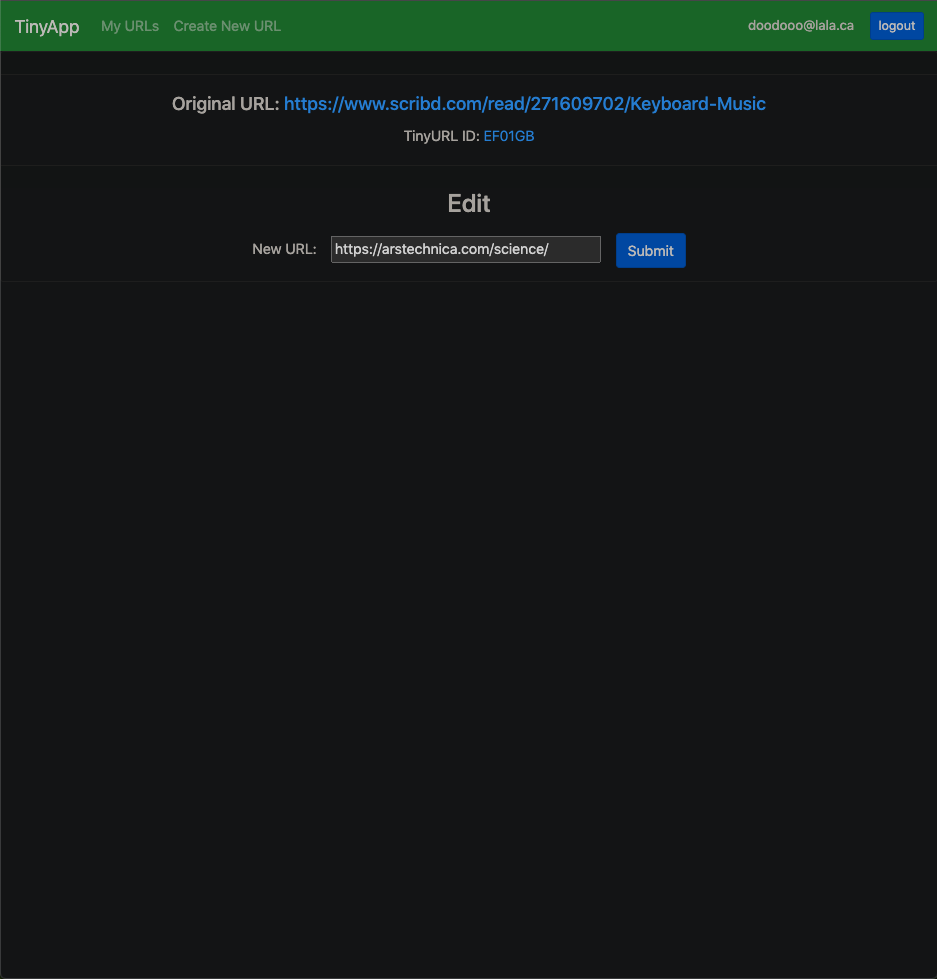 TinyApp My URLs Create New URL doodooo@lala.ca logout
Original URL: https://www.scribd.com/read/271609702/Keyboard-Music
TinyURL ID: EF01GB
Edit
New URL: https://arstechnica.com/science/ Submit